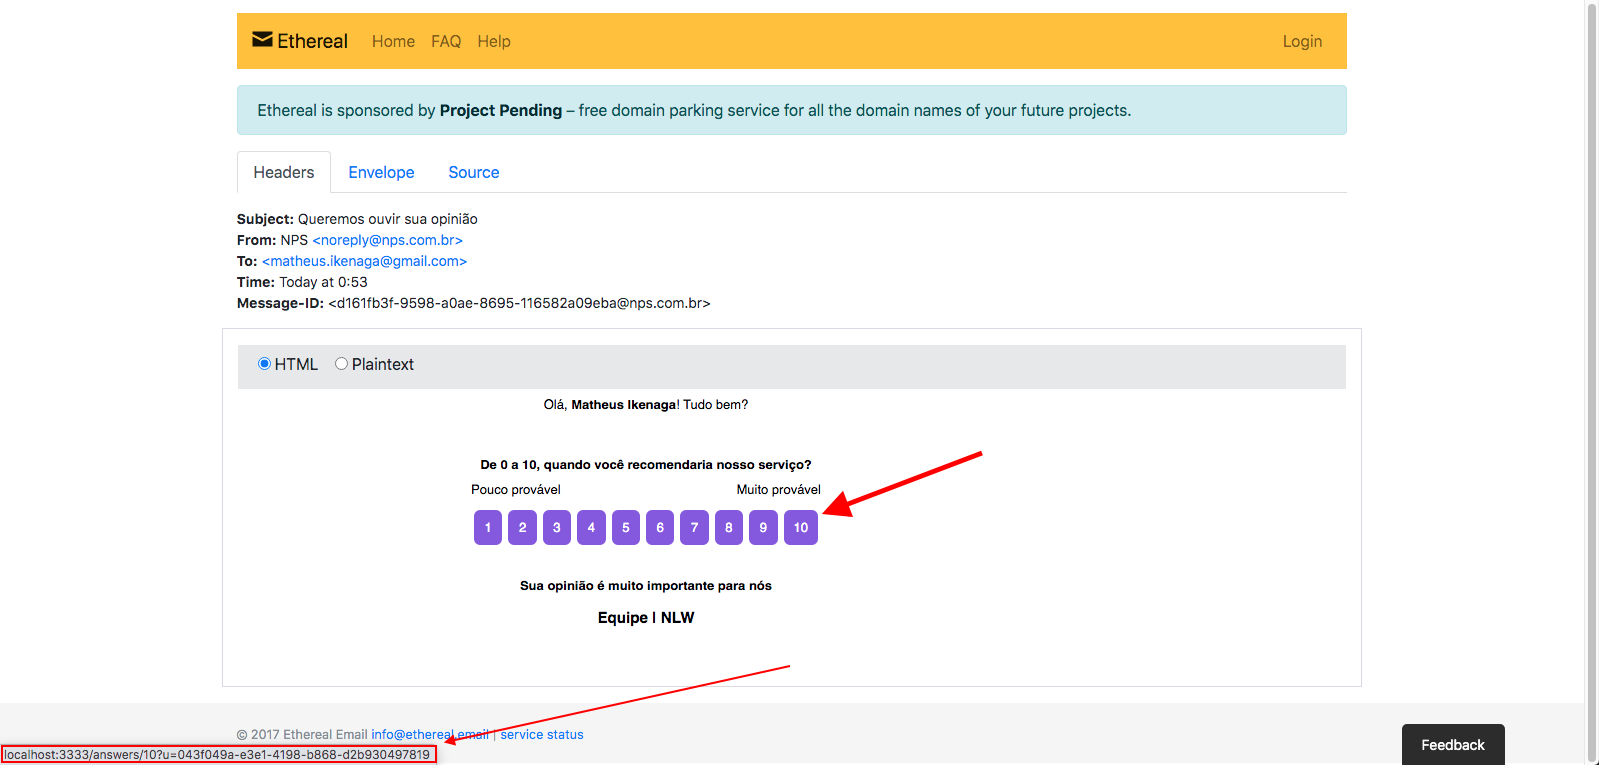 Ethereal Home FAQ Help Login
Ethereal is sponsored by Project Pending – free domain parking service for all the domain names of your future projects.
Headers Envelope Source
Subject: Queremos ouvir sua opinião
From: NPS <noreply@nps.com.br>
To: <matheus.ikenaga@gmail.com>
Time: Today at 0:53
Message-ID: <d161fb3f-9598-a0ae-8695-116582a09eba@nps.com.br>
HTML Plaintext
Olá, Matheus Ikenaga! Tudo bem?
De 0 a 10, quando você recomendaria nosso serviço?
Pouco provável Muito provável
1 2 3 4 5 6 7 8 9 10
Sua opinião é muito importante para nós
Equipe | NLW
© 2017 Ethereal Email info@ethereal.email | service status
Feedback
localhost:3333/answers/10?u=043f049a-e3e1-4198-b868-d2b930497819